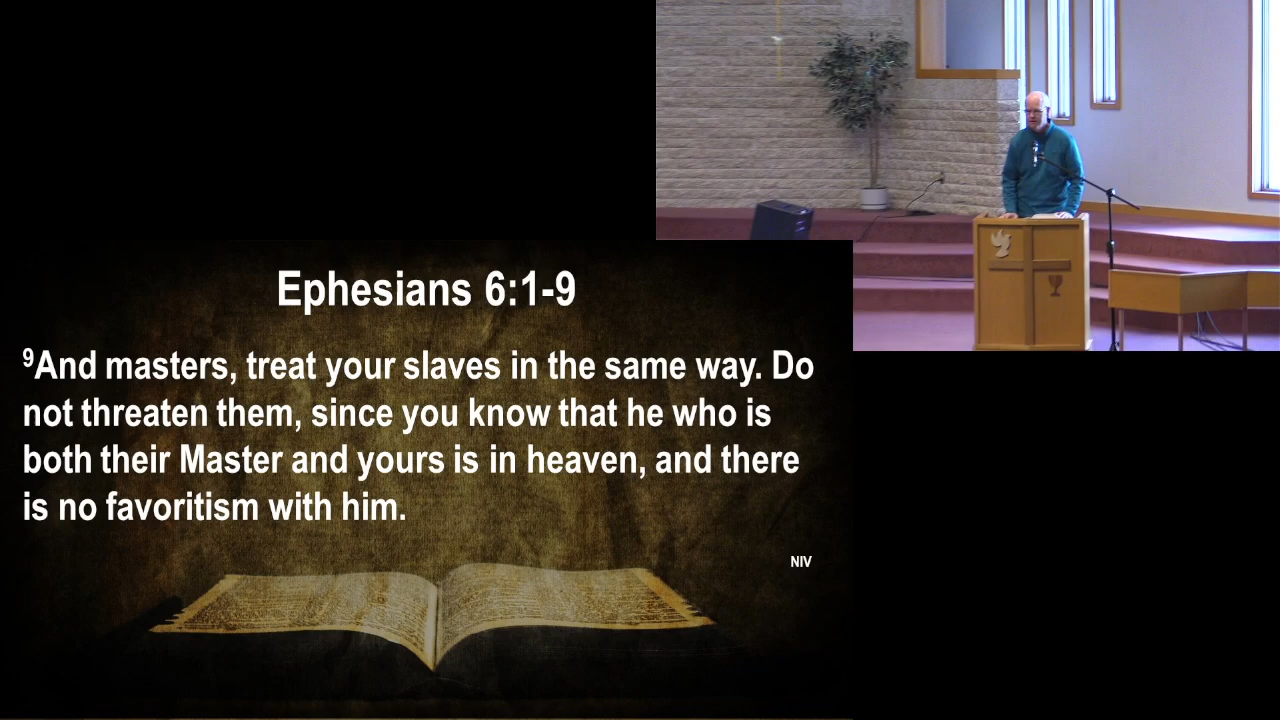 Ephesians 6:1-9
⁹And masters, treat your slaves in the same way. Do
not threaten them, since you know that he who is
both their Master and yours is in heaven, and there
is no favoritism with him.
NIV